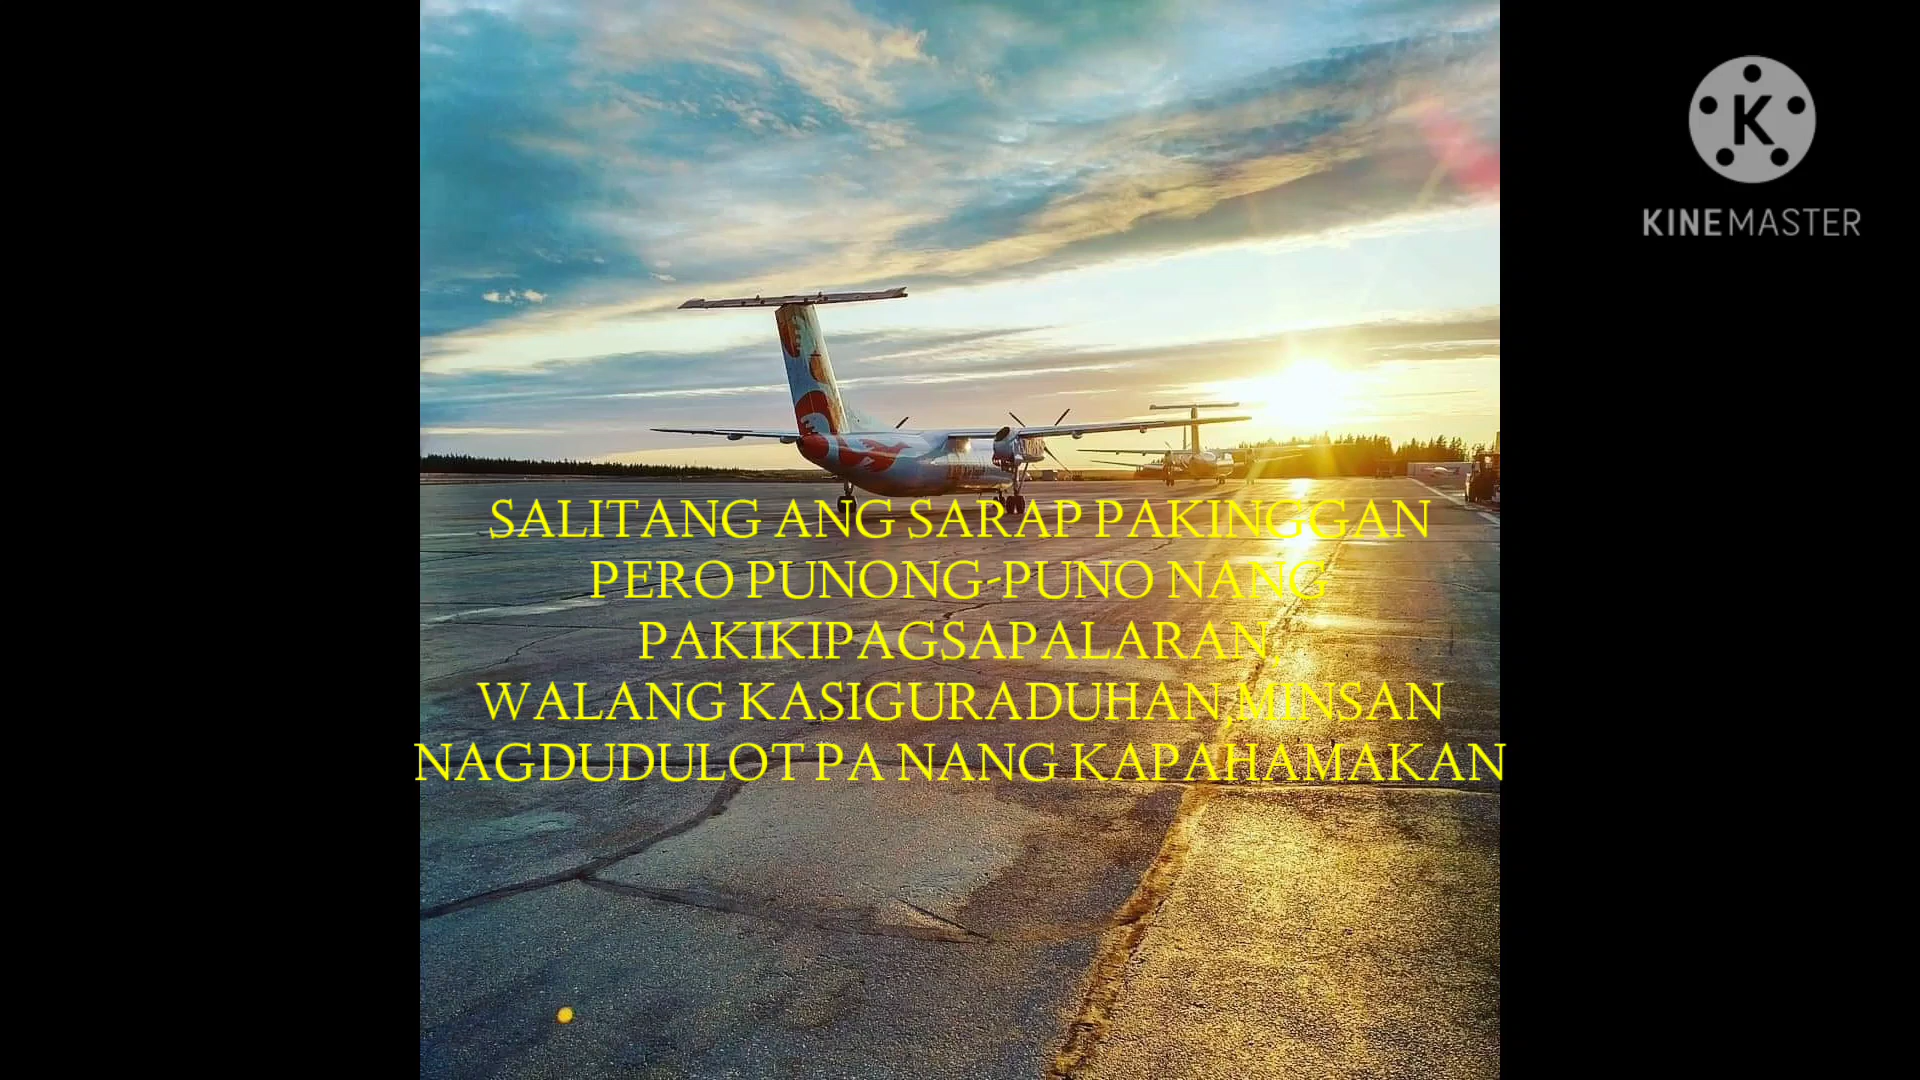 SALITANG ANG SARAP PAKINGGAN
PERO PUNONG-PUNO NANG
PAKIKIPAGSAPALARAN,
WALANG KASIGURADUHAN,MINSAN
NAGDUDULOT PA NANG KAPAHAMAKAN
K
KINEMASTER